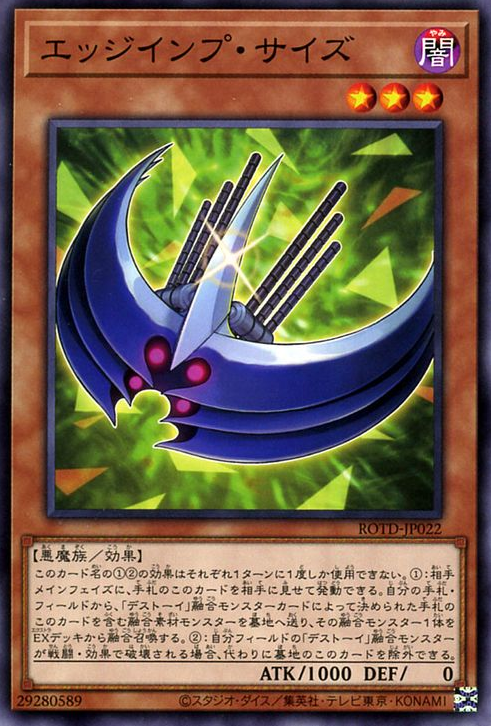 エッジインプ・サイズ
闇
ROTD-JP022
【悪魔族/効果】
このカード名の①②の効果はそれぞれ1ターンに1度しか使用できない。①:相手
メインフェイズに、手札のこのカードを相手に見せて発動できる。自分の手札・
フィールドから、「デストーイ」融合モンスターカードによって決められた手札の
このカードを含む融合素材モンスターを墓地へ送り、その融合モンスター1体を
EXデッキから融合召喚する。②:自分フィールドの「デストーイ」融合モンスター
が戦闘・効果で破壊される場合、代わりに墓地のこのカードを除外できる。
ATK/1000 DEF/ 0
29280589 ©スタジオ・ダイス/集英社・テレビ東京・KONAMI